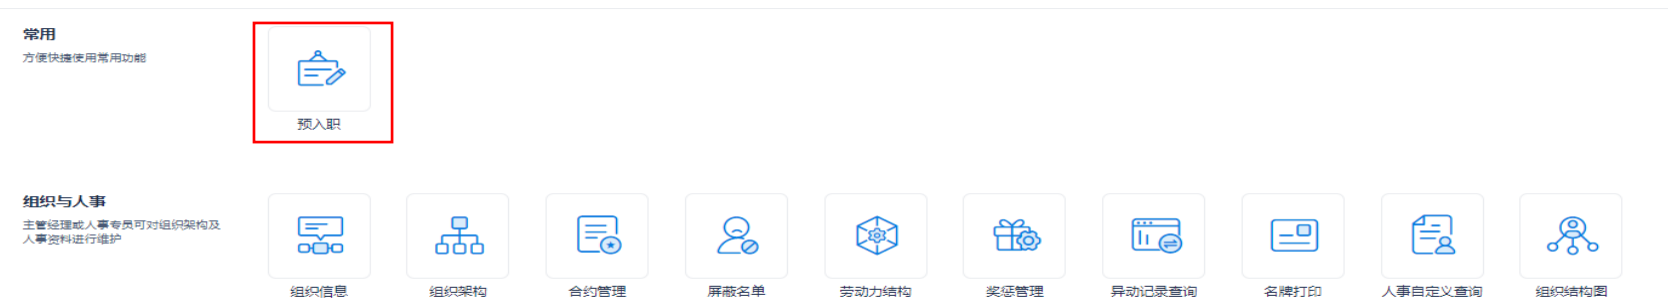 常用
方便快捷使用常用功能
预入职
组织与人事
主管经理或人事专员可对组织架构及
人事资料进行维护
组织信息
组织架构
合约管理
屏蔽名单
劳动力结构
奖惩管理
异动记录查询
名牌打印
人事自定义查询
组织结构图